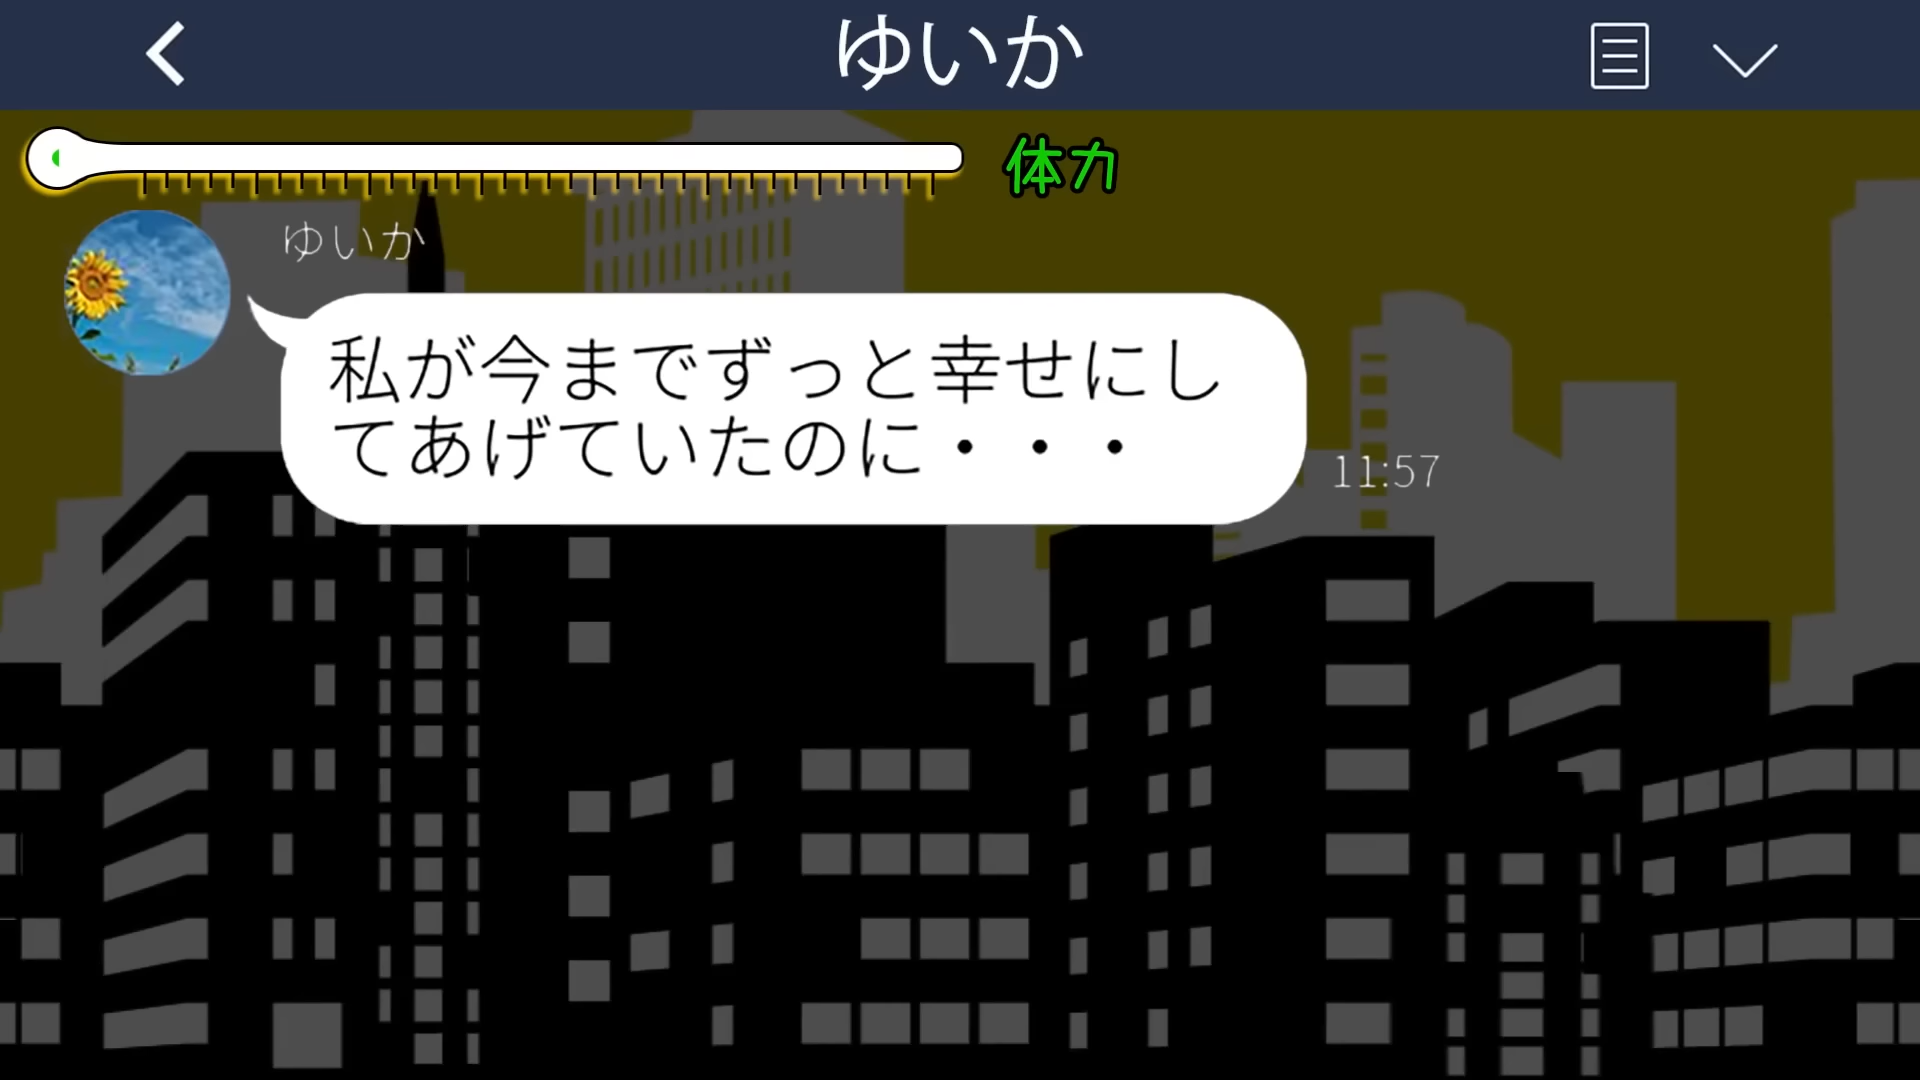 ゆいか
体力
ゆいか
私が今までずっと幸せにし
てあげていたのに・・・
11:57